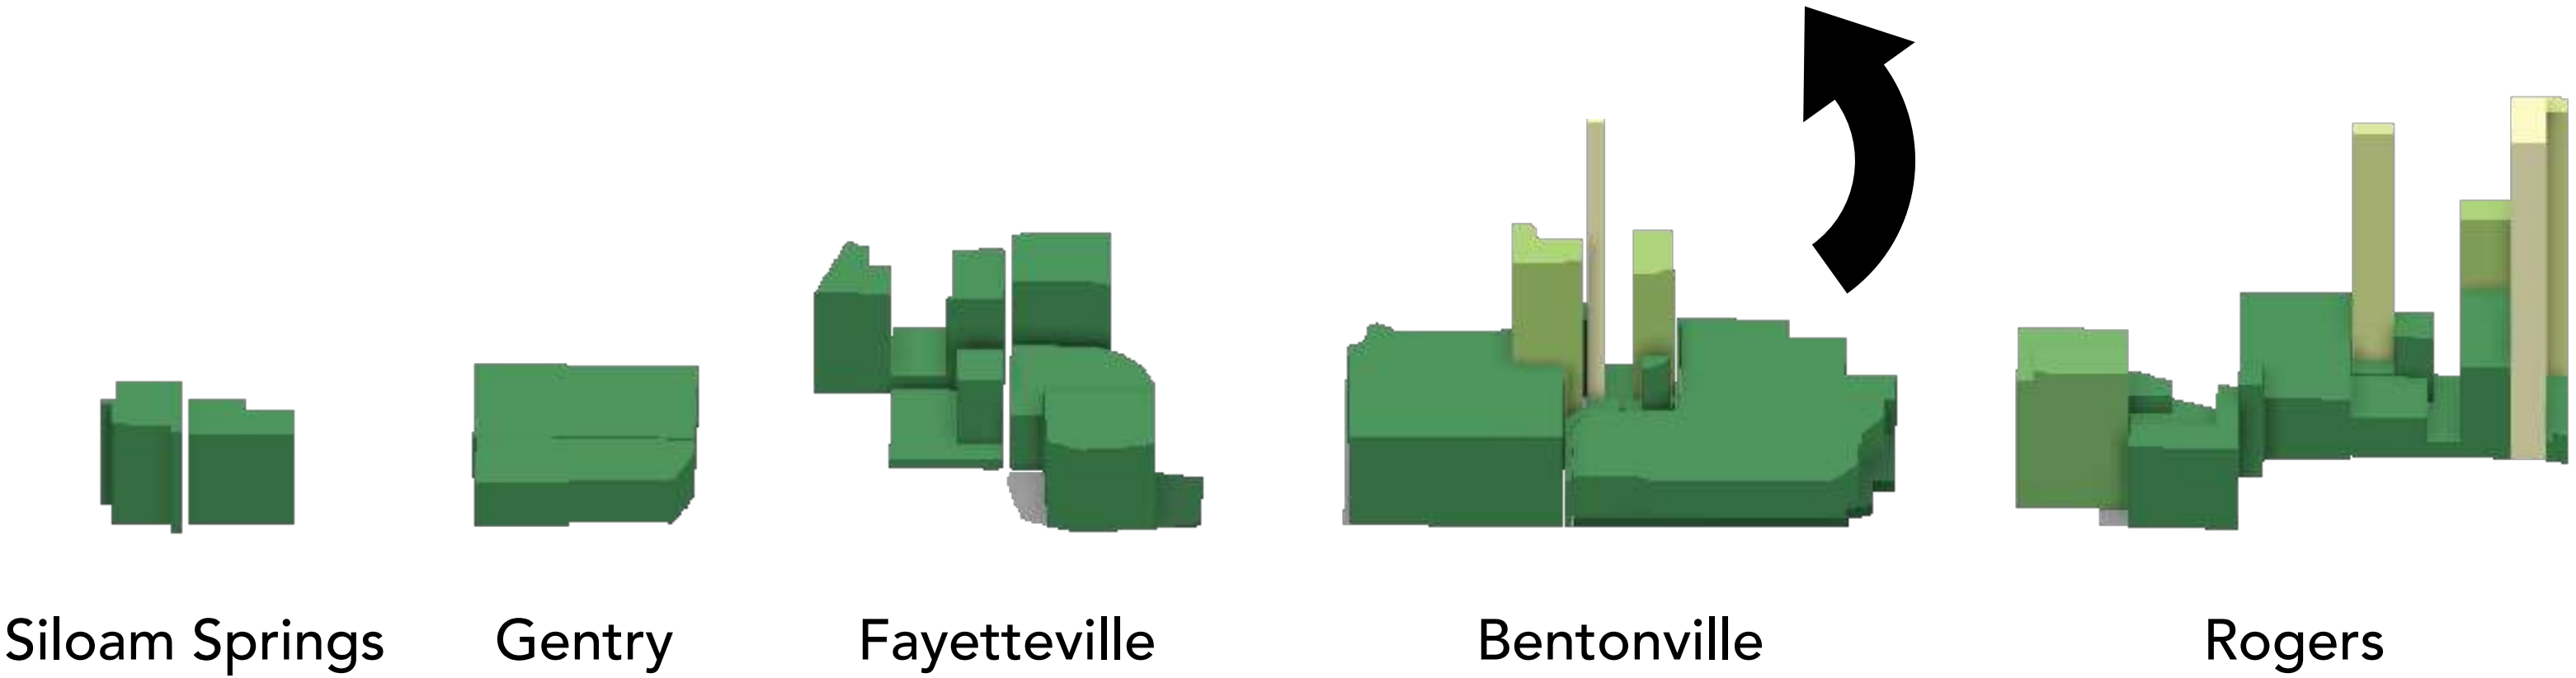 Siloam Springs
Gentry
Fayetteville
Bentonville
Rogers